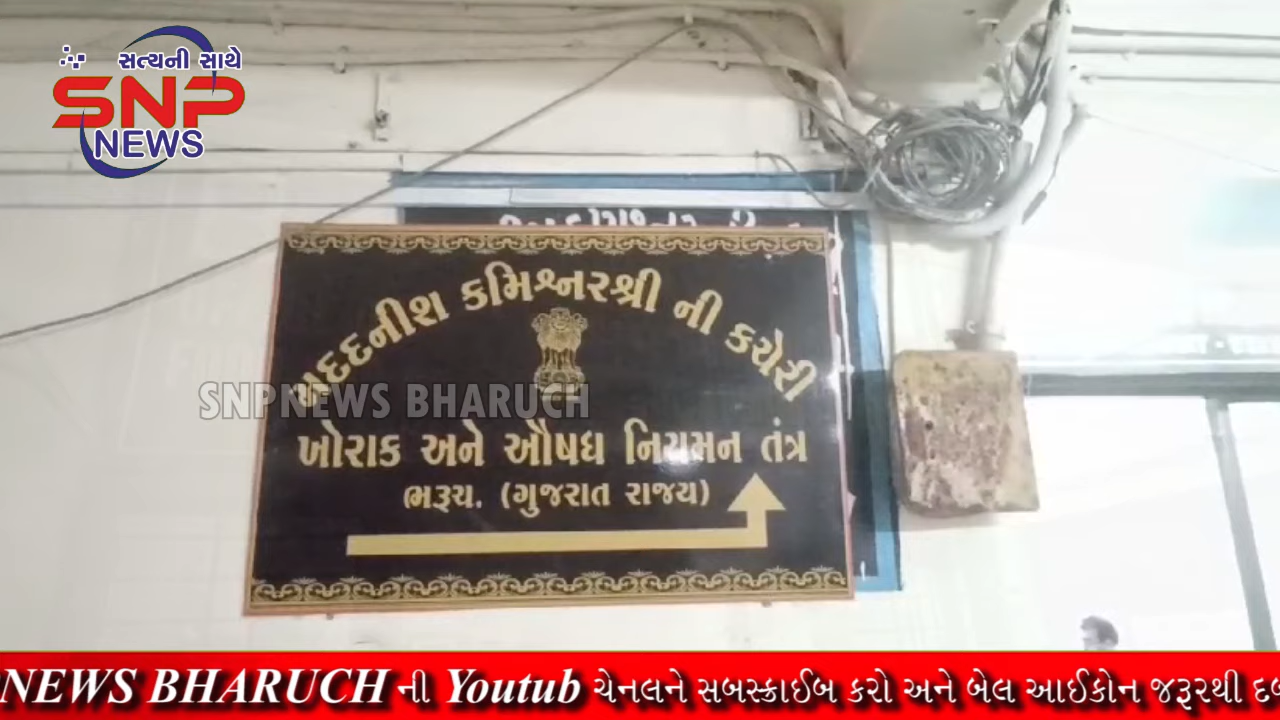 સત્યની સાથે
SNP
NEWS
મદદનીશ કમિશ્નરશ્રી ની કચેરી
SNPNEWS BHARUCH
ખોરાક અને ઔષધ નિયમન તંત્ર
ભરૂચ. (ગુજરાત રાજ્ય)
NEWS BHARUCH ની Youtub ચેનલને સબસ્ક્રાઈબ કરો અને બેલ આઈકોન જરૂરથી